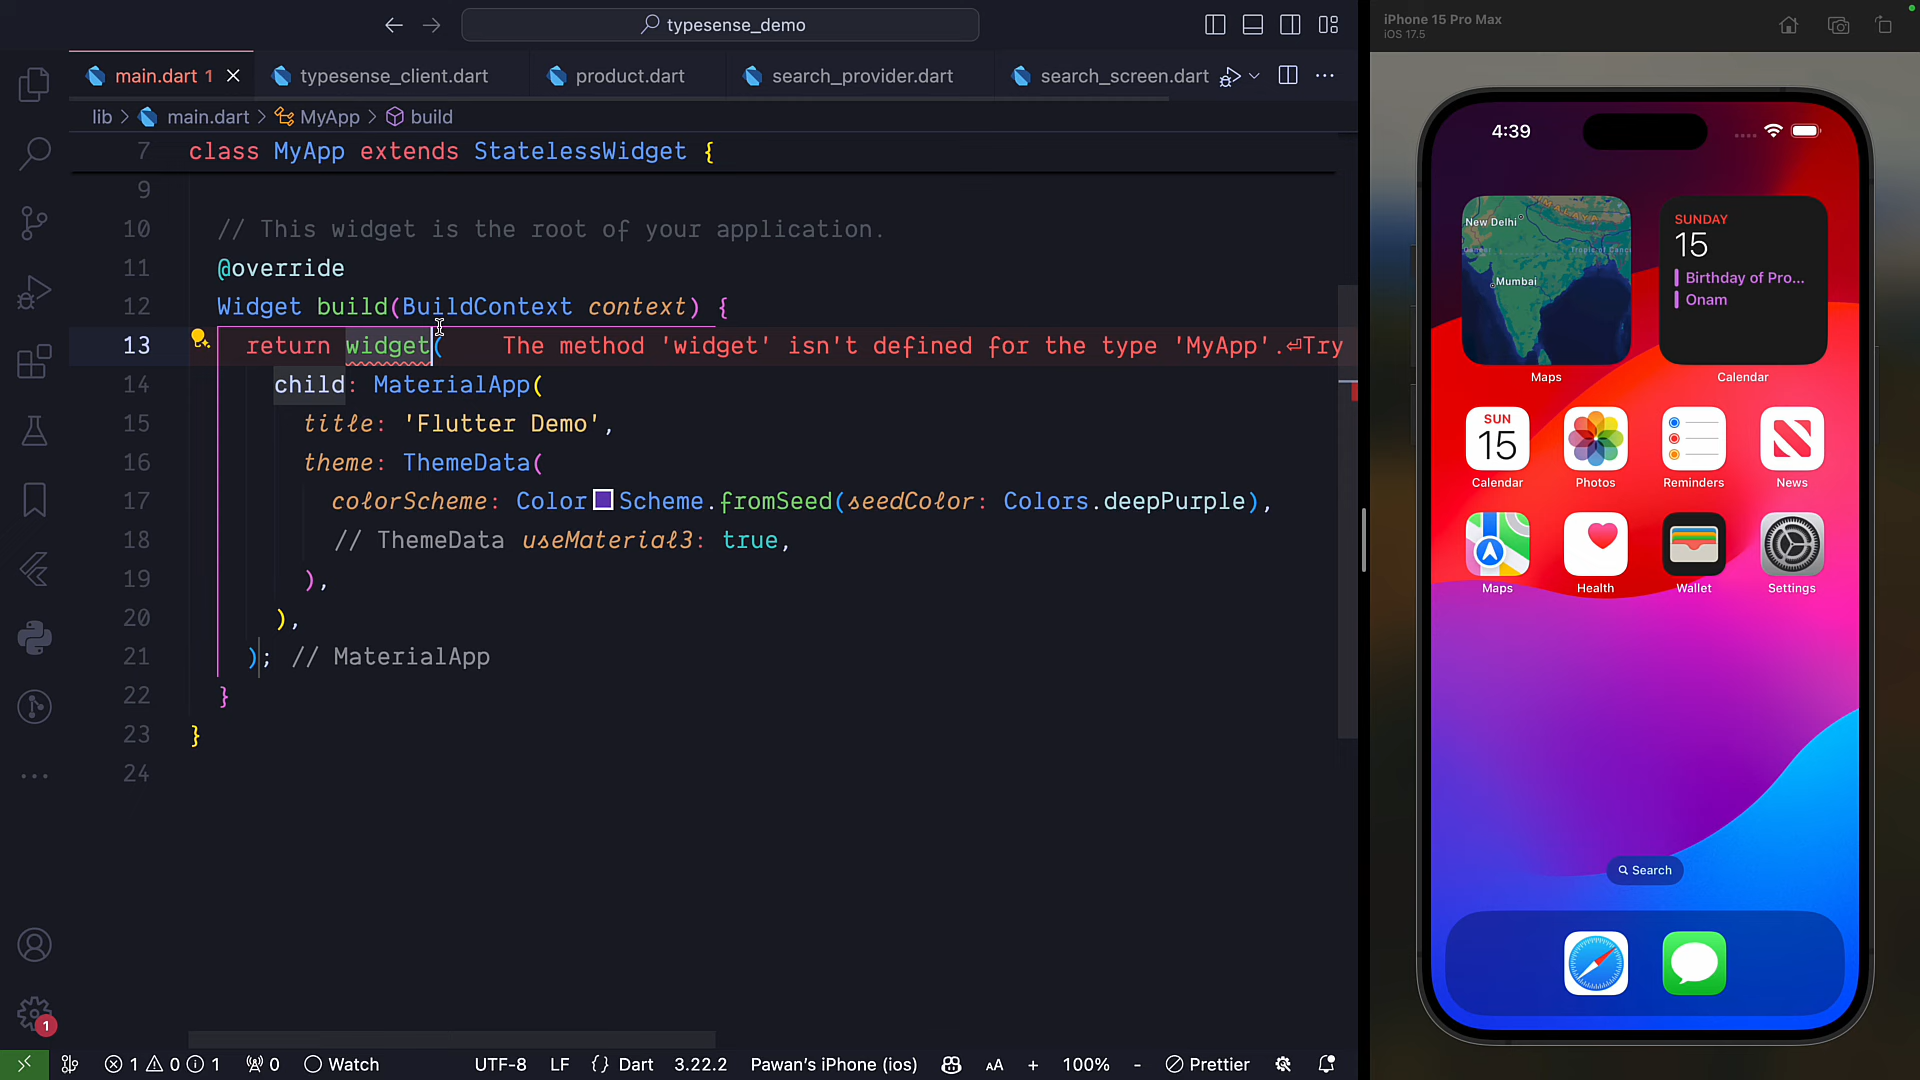 typesense_demo
main.dart 1
typesense_client.dart
product.dart
search_provider.dart
search_screen.dart
lib > main.dart > MyApp > build
7 class MyApp extends StatelessWidget {
9
10 // This widget is the root of your application.
11 @override
12 Widget build(BuildContext context) {
13 return widget( The method 'widget' isn't defined for the type 'MyApp'.⏎Try
14 child: MaterialApp(
15 title: 'Flutter Demo',
16 theme: ThemeData(
17 colorScheme: ColorScheme.fromSeed(seedColor: Colors.deepPurple),
18 // ThemeData useMaterial3: true,
19 ),
20 ),
21 ); // MaterialApp
22 }
23 }
24
1
1 0 1 0 Watch UTF-8 LF {} Dart 3.22.2 Pawan's iPhone (ios) AA + 100% - Prettier
iPhone 15 Pro Max
iOS 17.5
4:39
New Delhi
Mumbai
Maps
SUNDAY
15
Birthday of Pro...
Onam
Calendar
SUN
15
Calendar
Photos
Reminders
News
Maps
Health
Wallet
Settings
Search